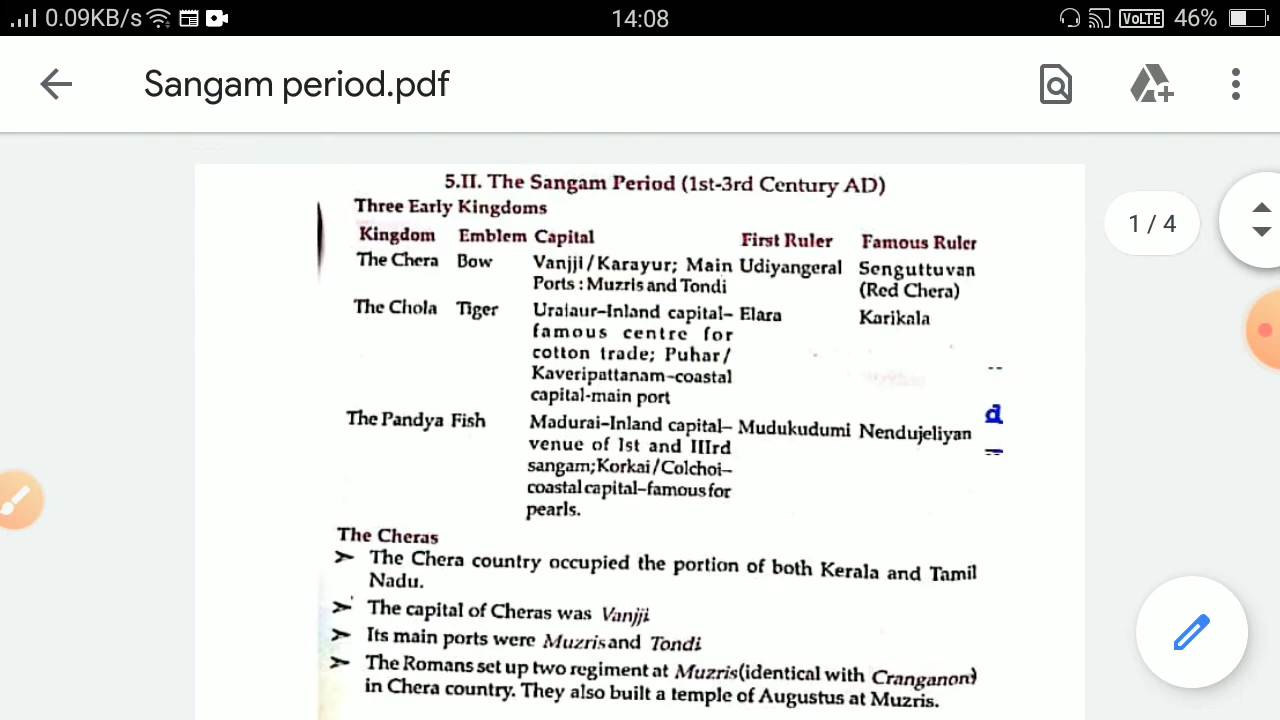 0.09KB/s 14:08 VoLTE 46%
Sangam period.pdf
1 / 4
5.II. The Sangam Period (1st-3rd Century AD)
Three Early Kingdoms
Kingdom Emblem Capital First Ruler Famous Ruler
The Chera Bow Vanjji/Karayur; Main Udiyangeral Senguttuvan
Ports : Muzris and Tondi (Red Chera)
The Chola Tiger Uraiaur–Inland capital– Elara Karikala
famous centre for
cotton trade; Puhar/
Kaveripattanam–coastal
capital-main port
The Pandya Fish Madurai–Inland capital– Mudukudumi Nendujeliyan
venue of Ist and IIIrd
sangam; Korkai/Colchoi–
coastal capital–famous for
pearls.
d
The Cheras
➢ The Chera country occupied the portion of both Kerala and Tamil
Nadu.
➢ The capital of Cheras was Vanjji.
➢ Its main ports were Muzris and Tondi.
➢ The Romans set up two regiment at Muzris (identical with Cranganon)
in Chera country. They also built a temple of Augustus at Muzris.